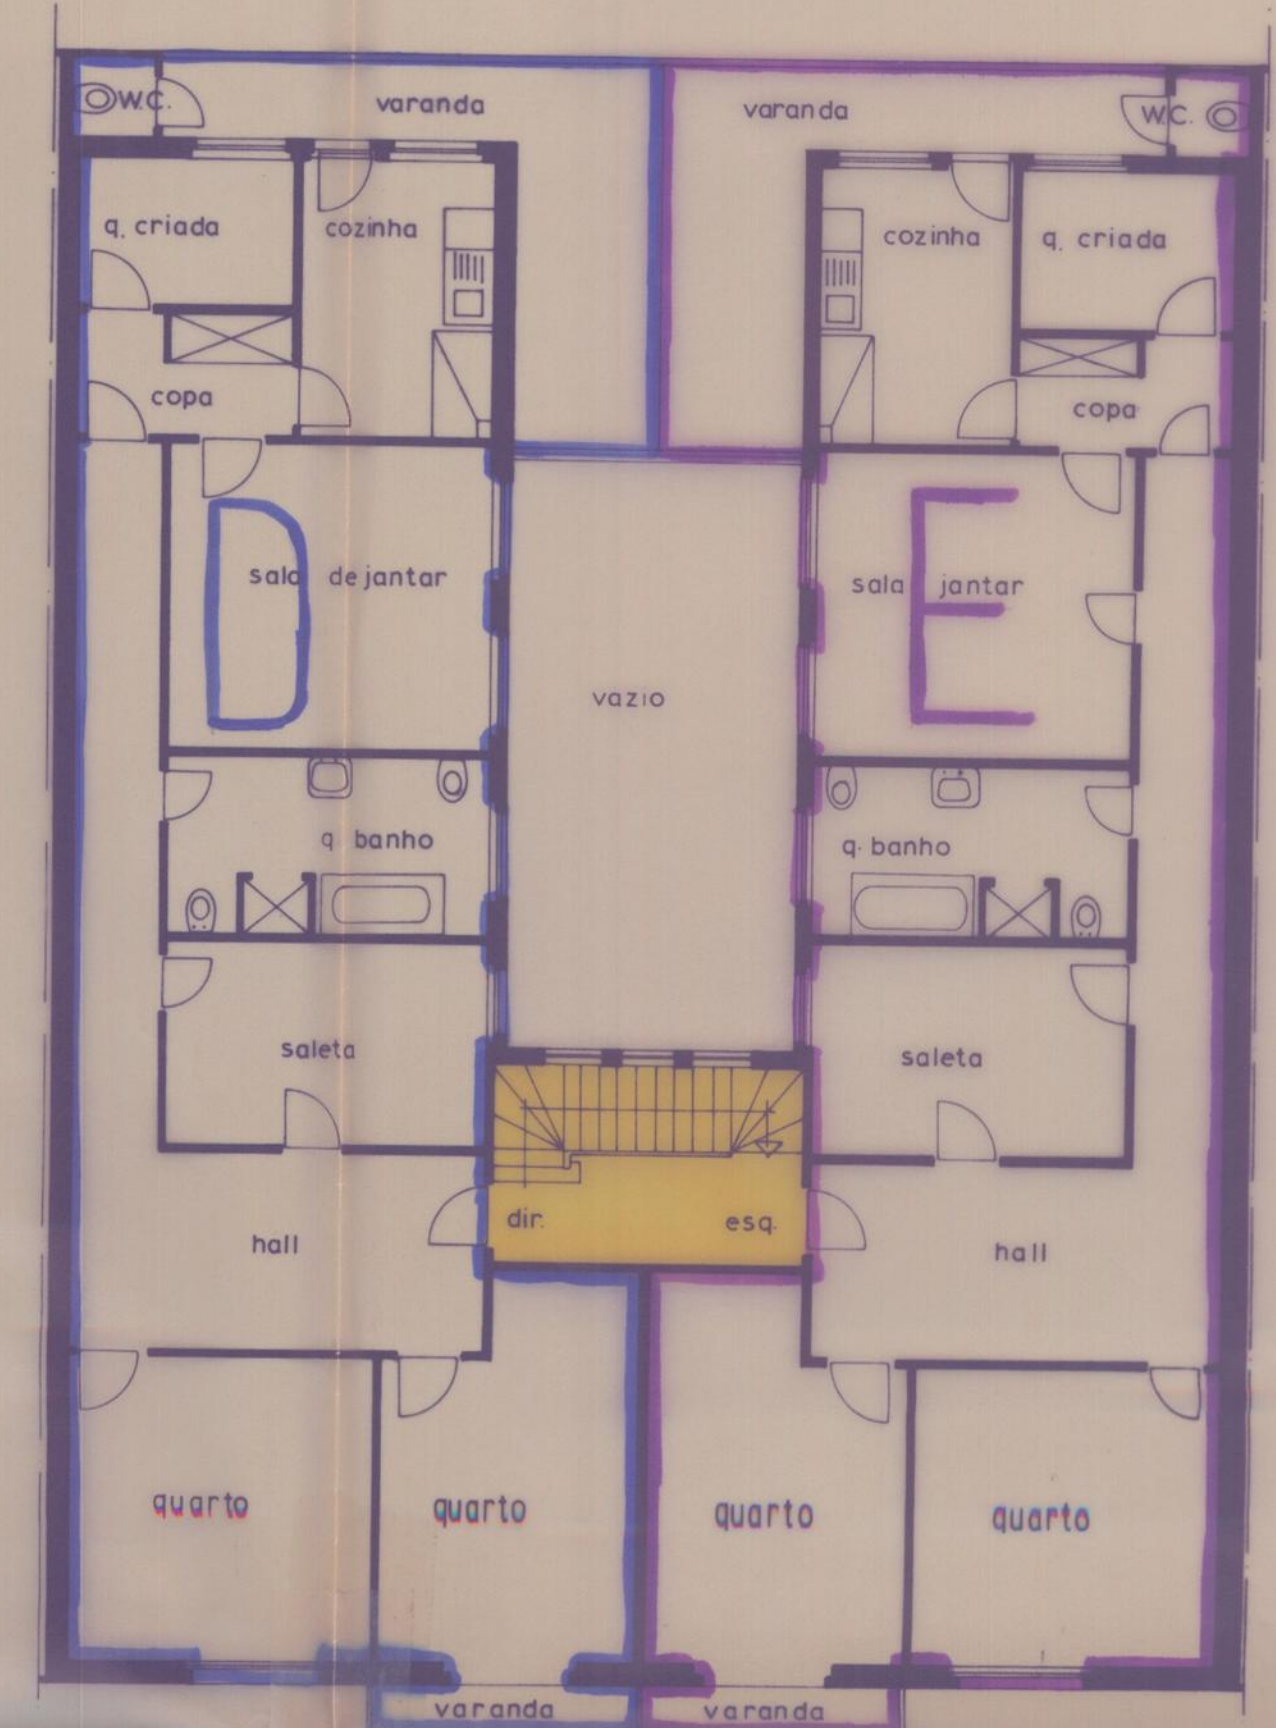 W.C.
varanda
varanda
W.C.
q. criada
cozinha
cozinha
q. criada
copa
copa
D
E
sala de jantar
sala jantar
vazio
q banho
q. banho
saleta
saleta
dir.
esq.
hall
hall
quarto
quarto
quarto
quarto
varanda
varanda